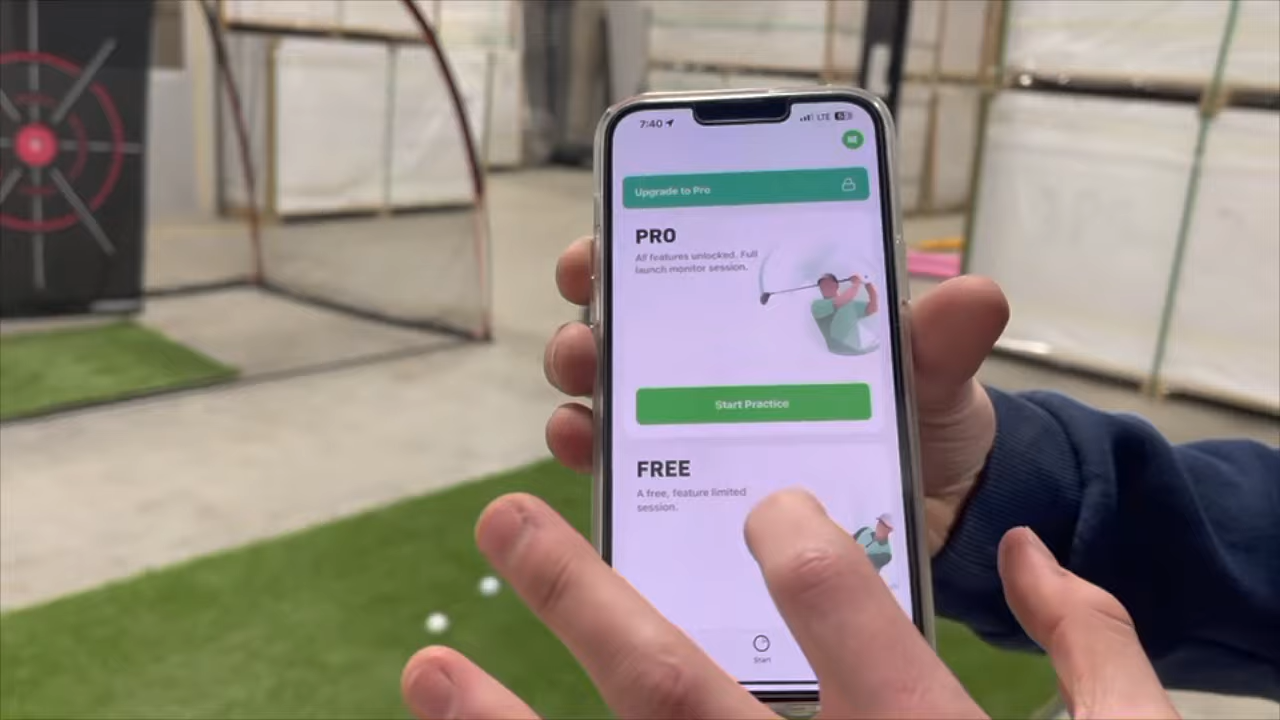 7:40
LTE
Upgrade to Pro
PRO
All features unlocked. Full
launch monitor session.
Start Practice
FREE
A free, feature limited
session.
Start